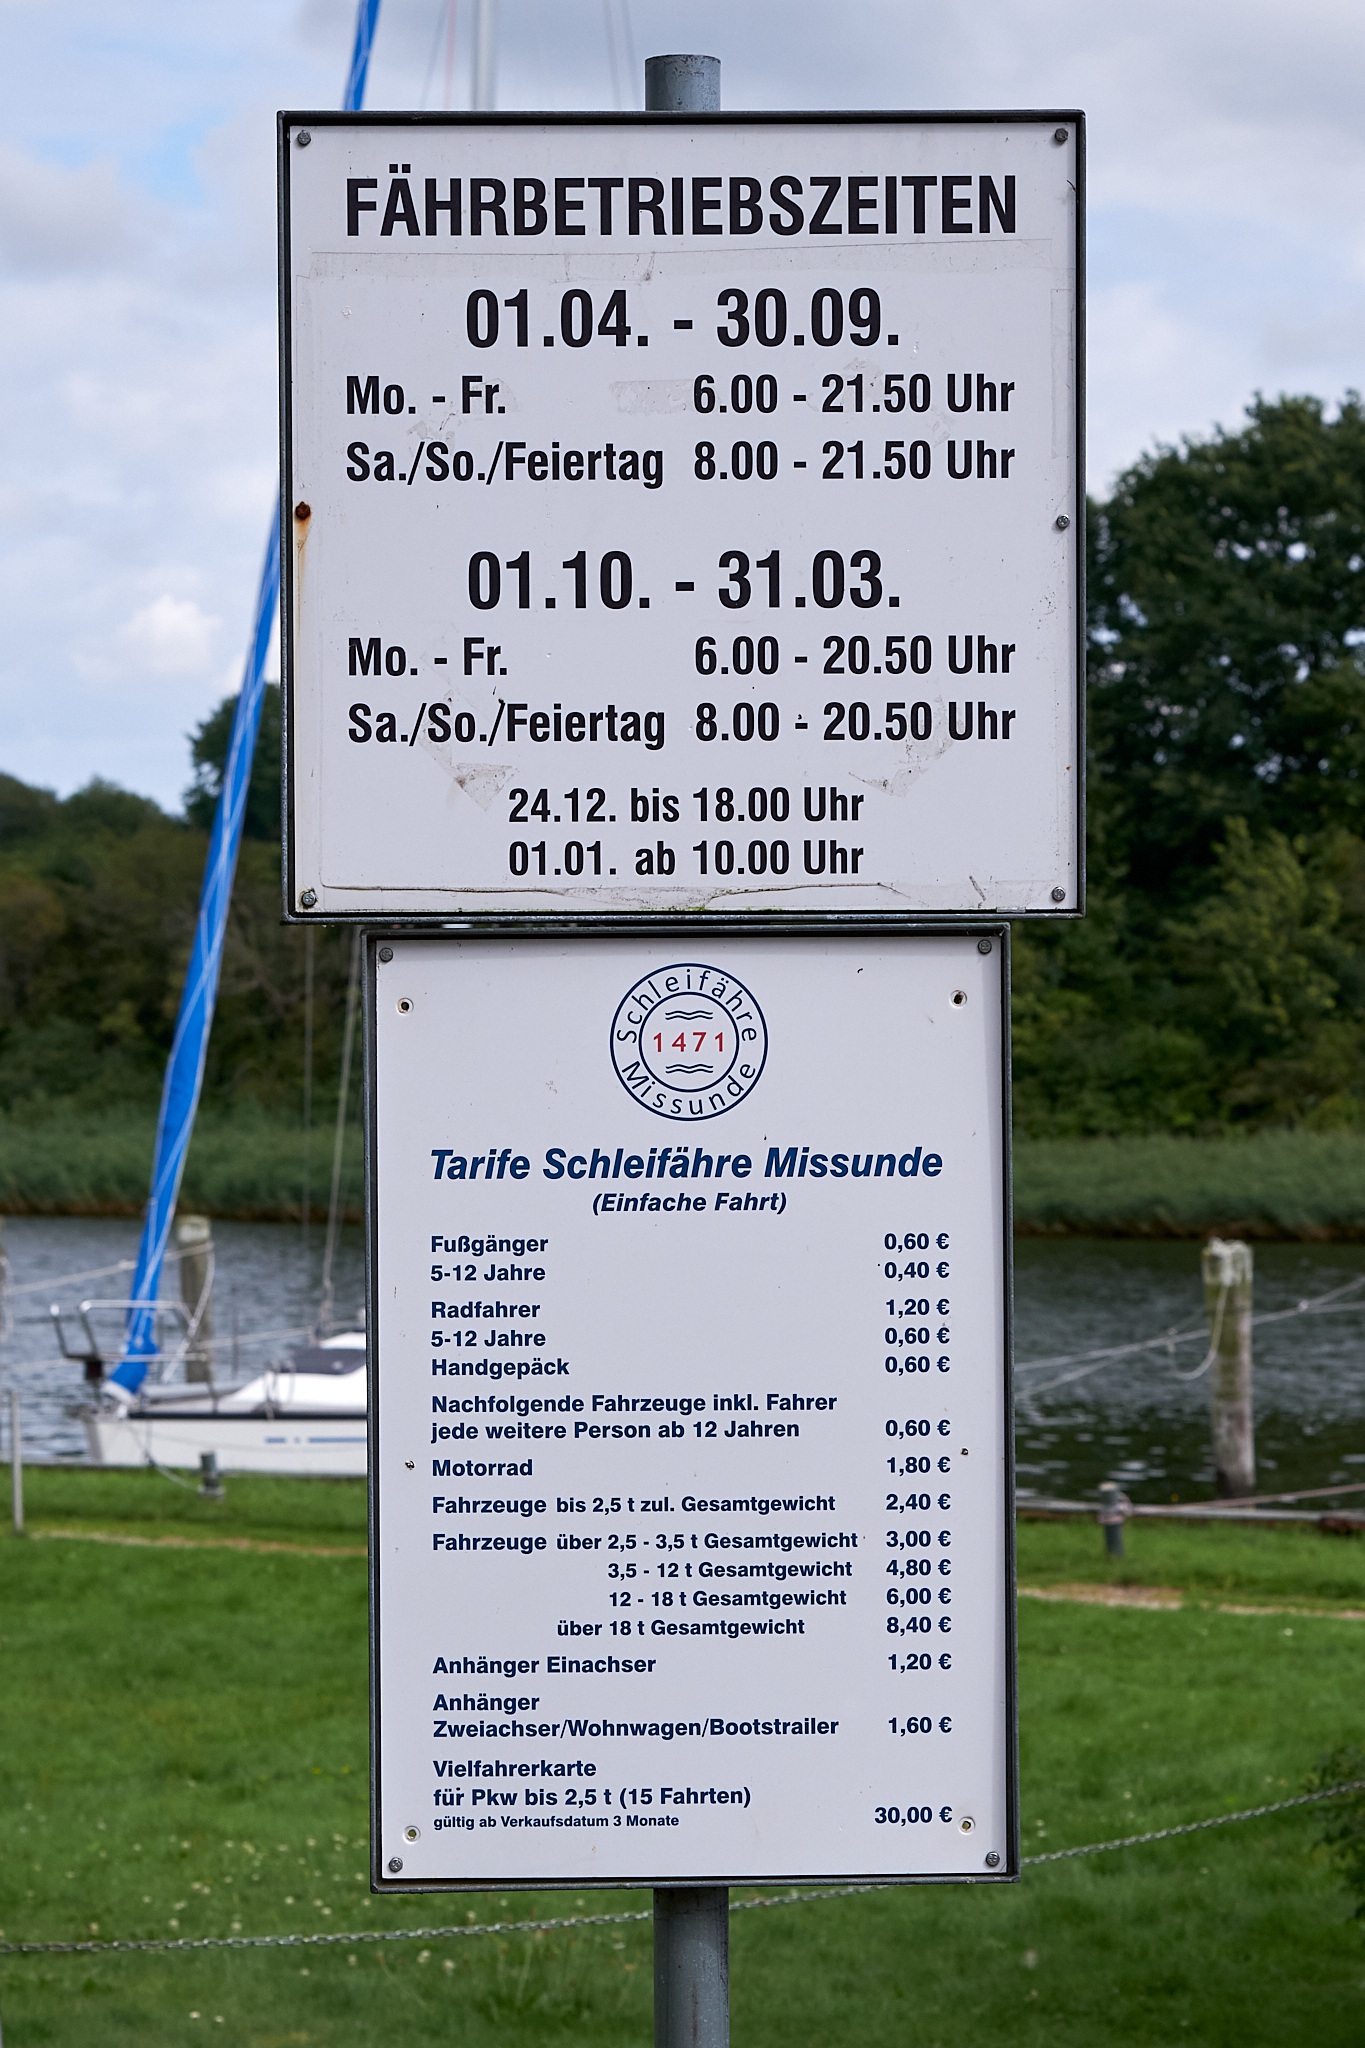 FÄHRBETRIEBSZEITEN
01.04. - 30.09.
Mo. - Fr. 6.00 - 21.50 Uhr
Sa./So./Feiertag 8.00 - 21.50 Uhr
01.10. - 31.03.
Mo. - Fr. 6.00 - 20.50 Uhr
Sa./So./Feiertag 8.00 - 20.50 Uhr
24.12. bis 18.00 Uhr
01.01. ab 10.00 Uhr
Schleifähre
1471
Missunde
Tarife Schleifähre Missunde
(Einfache Fahrt)
Fußgänger 0,60 €
5-12 Jahre 0,40 €
Radfahrer 1,20 €
5-12 Jahre 0,60 €
Handgepäck 0,60 €
Nachfolgende Fahrzeuge inkl. Fahrer
jede weitere Person ab 12 Jahren 0,60 €
Motorrad 1,80 €
Fahrzeuge bis 2,5 t zul. Gesamtgewicht 2,40 €
Fahrzeuge über 2,5 - 3,5 t Gesamtgewicht 3,00 €
3,5 - 12 t Gesamtgewicht 4,80 €
12 - 18 t Gesamtgewicht 6,00 €
über 18 t Gesamtgewicht 8,40 €
Anhänger Einachser 1,20 €
Anhänger
Zweiachser/Wohnwagen/Bootstrailer 1,60 €
Vielfahrerkarte
für Pkw bis 2,5 t (15 Fahrten)
gültig ab Verkaufsdatum 3 Monate 30,00 €